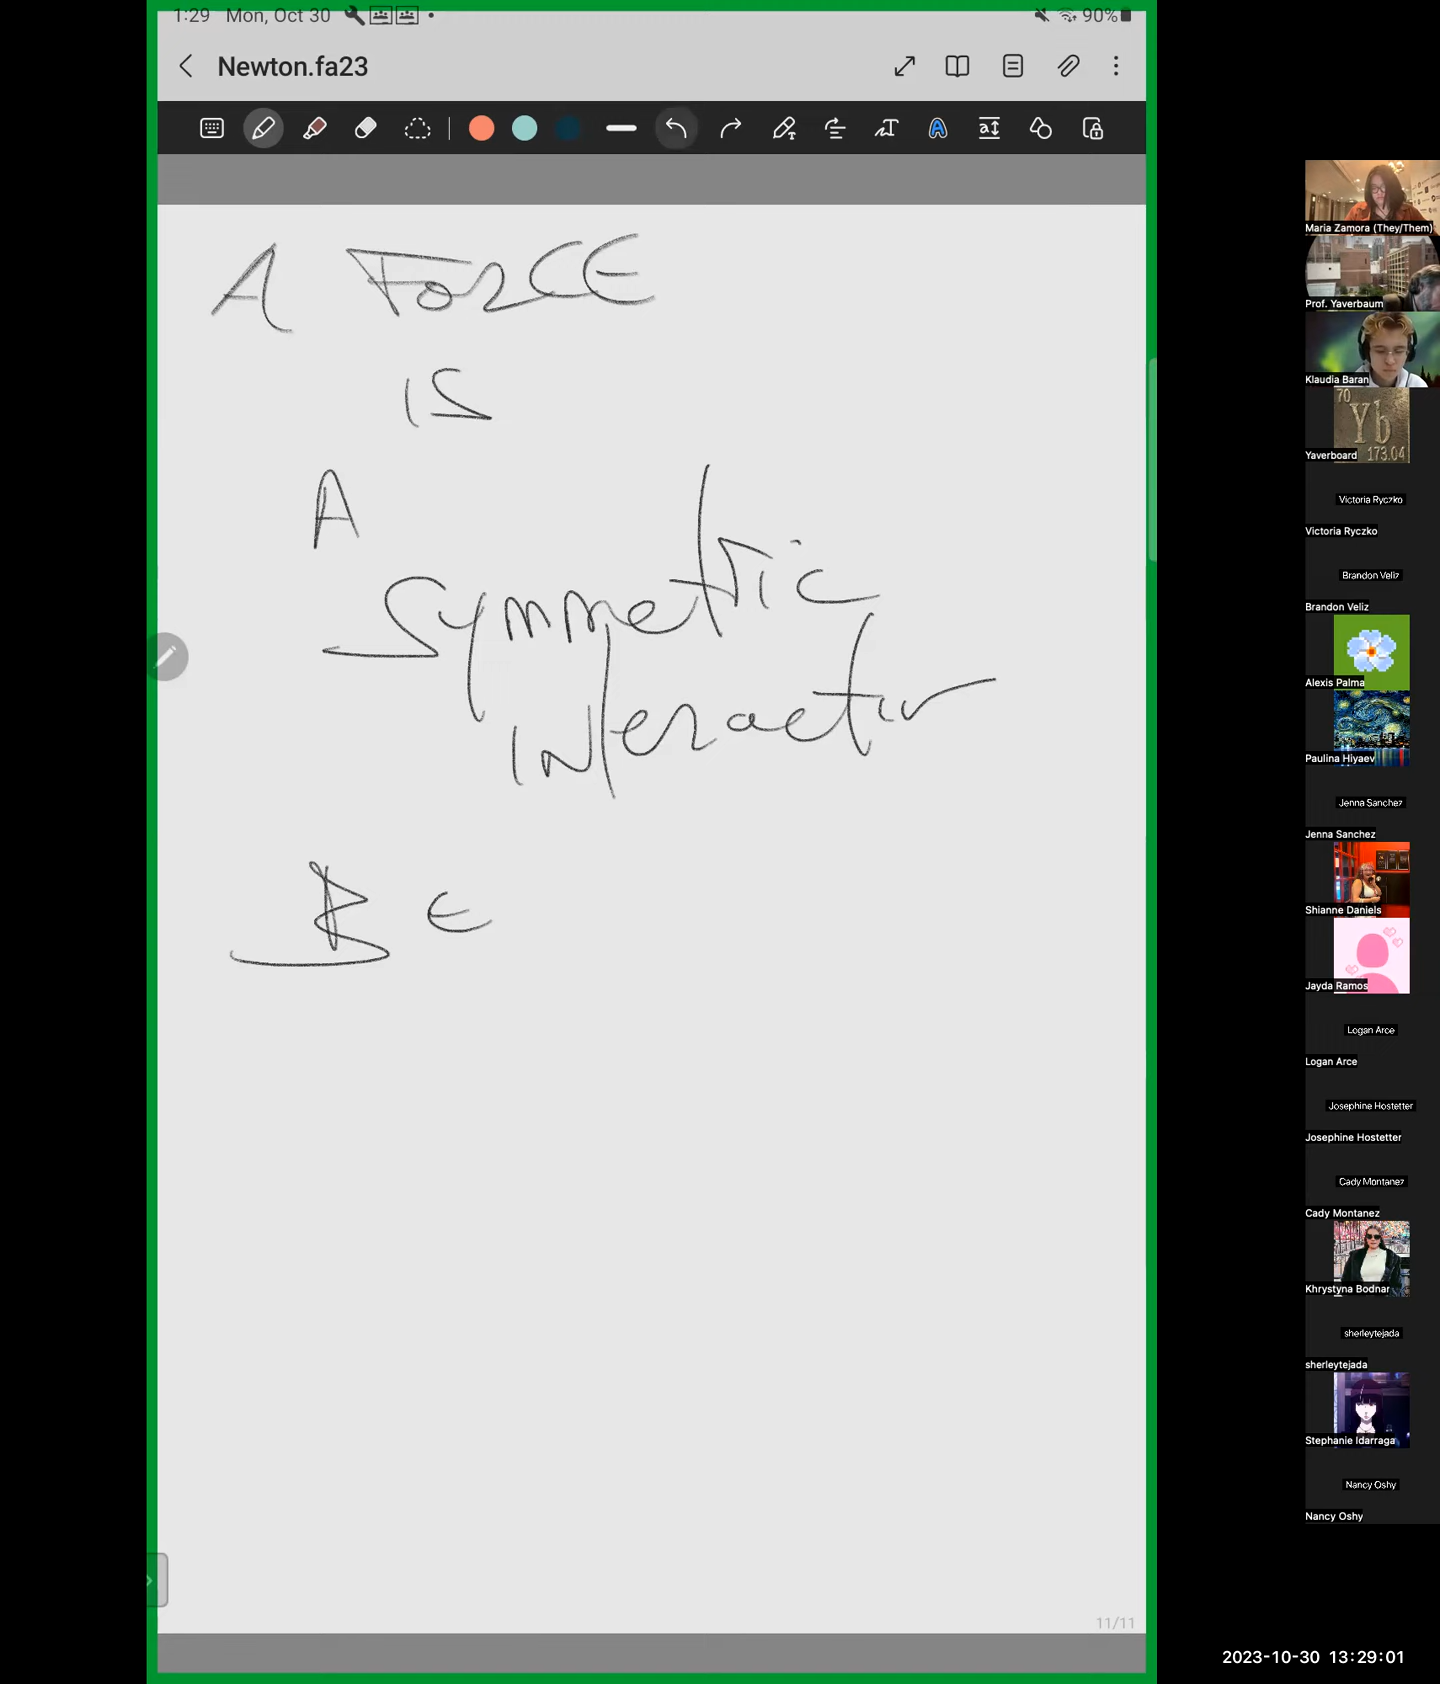 1:29 Mon, Oct 30
90%
Newton.fa23
A FORCE
IS
A
Symmetric
INteraction
BE
11/11
Maria Zamora (They/Them)
Prof. Yaverbaum
Klaudia Baran
70
Yb
173.04
Yaverboard
Victoria Ryczko
Victoria Ryczko
Brandon Veliz
Brandon Veliz
Alexis Palma
Paulina Hiyaev
Jenna Sanchez
Jenna Sanchez
Shianne Daniels
Jayda Ramos
Logan Arce
Logan Arce
Josephine Hostetter
Josephine Hostetter
Cady Montanez
Cady Montanez
Khrystyna Bodnar
sherleytejada
sherleytejada
Stephanie Idarraga
Nancy Oshy
Nancy Oshy
2023-10-30 13:29:01